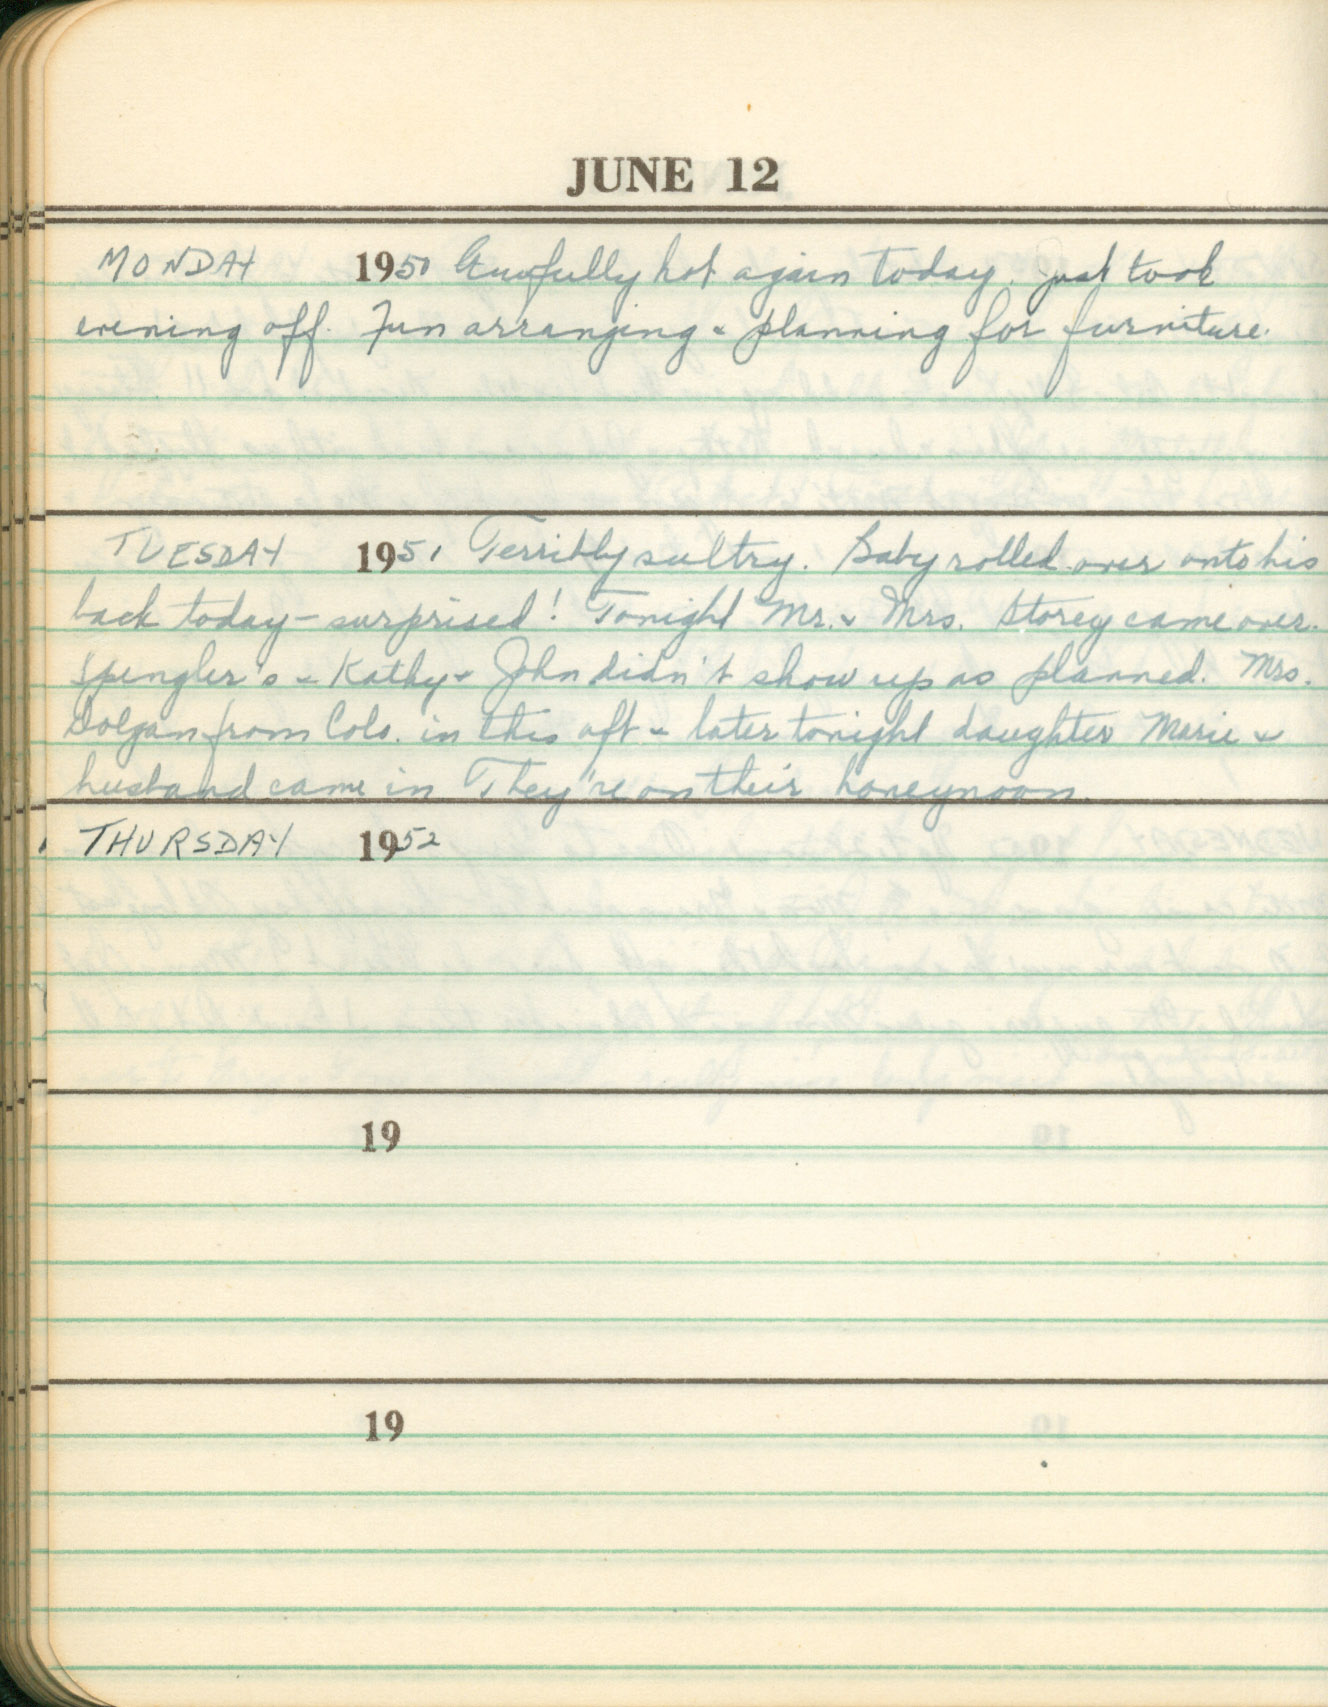 JUNE 12
MONDAY 1950 Awfully hot again today. just took
evening off. Fun arranging & planning for furniture.
TUESDAY 1951 Terribly sultry. Baby rolled over onto his
back today - surprised! Tonight Mr. & Mrs. Storey came over.
Spengler's & Kathy & John didn't show up as planned. Mrs.
Dolgan from Colo. in this aft & later tonight daughter Marie &
husband came in They're on their honeymoon.
THURSDAY 1952
19
19